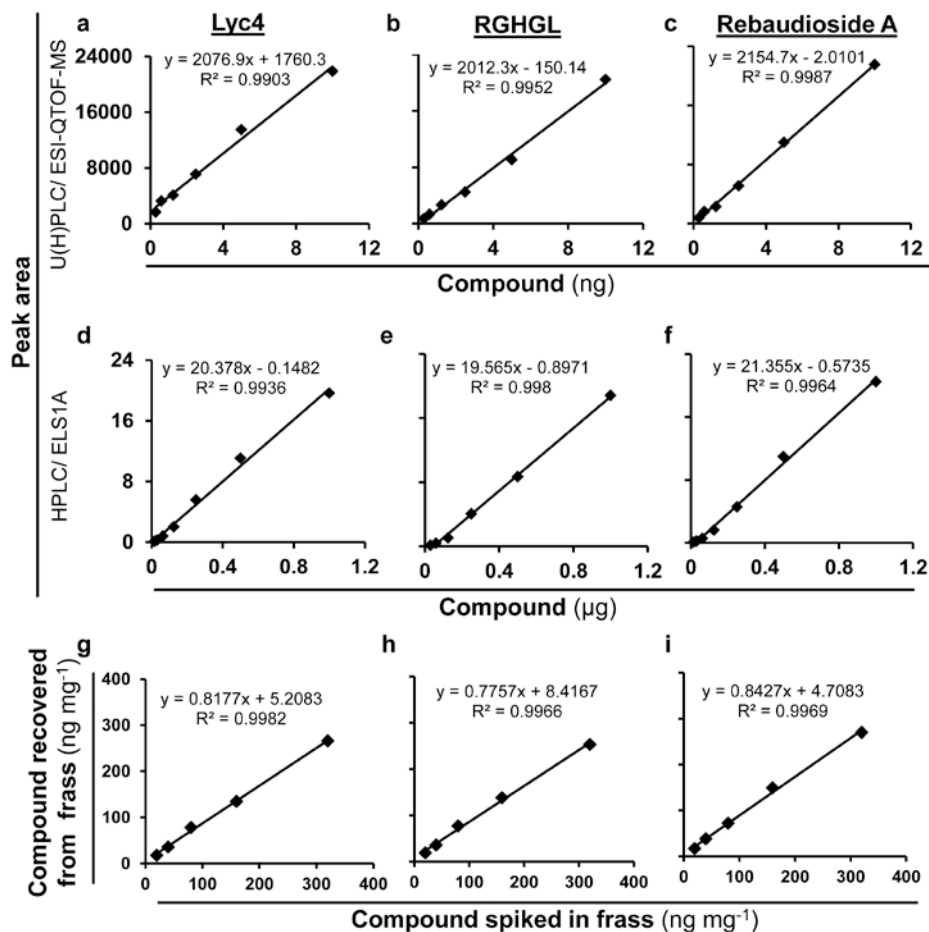 a Lyc4 b RGHGL c Rebaudioside A
24000
16000
8000
0
y = 2076.9x + 1760.3
R² = 0.9903
y = 2012.3x - 150.14
R² = 0.9952
y = 2154.7x - 2.0101
R² = 0.9987
0 4 8 12
0 4 8 12
0 4 8 12
U(H)PLC/ ESI-QTOF-MS
Compound (ng)
Peak area
d e f
24
16
8
0
y = 20.378x - 0.1482
R² = 0.9936
y = 19.565x - 0.8971
R² = 0.998
y = 21.355x - 0.5735
R² = 0.9964
0 0.4 0.8 1.2
0 0.4 0.8 1.2
0 0.4 0.8 1.2
HPLC/ ELS1A
Compound (µg)
g h i
400
300
200
100
0
y = 0.8177x + 5.2083
R² = 0.9982
y = 0.7757x + 8.4167
R² = 0.9966
y = 0.8427x + 4.7083
R² = 0.9969
0 100 200 300 400
0 100 200 300 400
0 100 200 300 400
Compound recovered
from frass (ng mg⁻¹)
Compound spiked in frass (ng mg⁻¹)